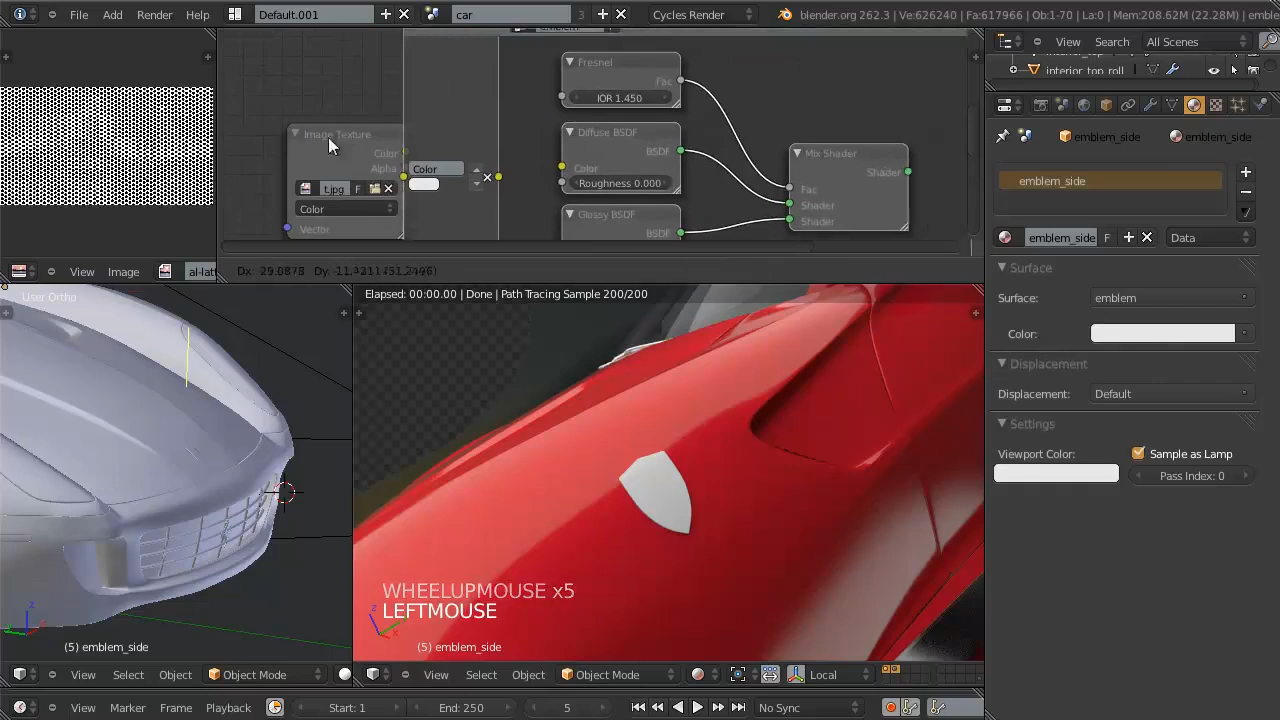 File Add Render Help Default.001 car 3 Cycles Render blender.org 262.3 | Ve:626240 | Fa:617966 | Ob:1-70 | La:0 | Mem:208.62M (22.28M) |
View Search All Scenes
interior_top_roll
Fresnel
Fac
IOR 1.450
Image Texture
Color
Alpha
t.jpg F
Color
Vector
Color
Diffuse BSDF
BSDF
Color
Roughness 0.000
Glossy BSDF
BSDF
Mix Shader
Shader
Fac
Shader
Shader
View Image
emblem_side emblem_side
emblem_side
emblem_side F Data
Surface
Surface: emblem
Color:
Displacement
Displacement: Default
Settings
Viewport Color: Sample as Lamp
Pass Index: 0
User Ortho
(5) emblem_side
Elapsed: 00:00.00 | Done | Path Tracing Sample 200/200
WHEELUPMOUSE x5
LEFTMOUSE
(5) emblem_side
View Select Object Object Mode
View Select Object Object Mode Local
View Marker Frame Playback Start: 1 End: 250 5 No Sync